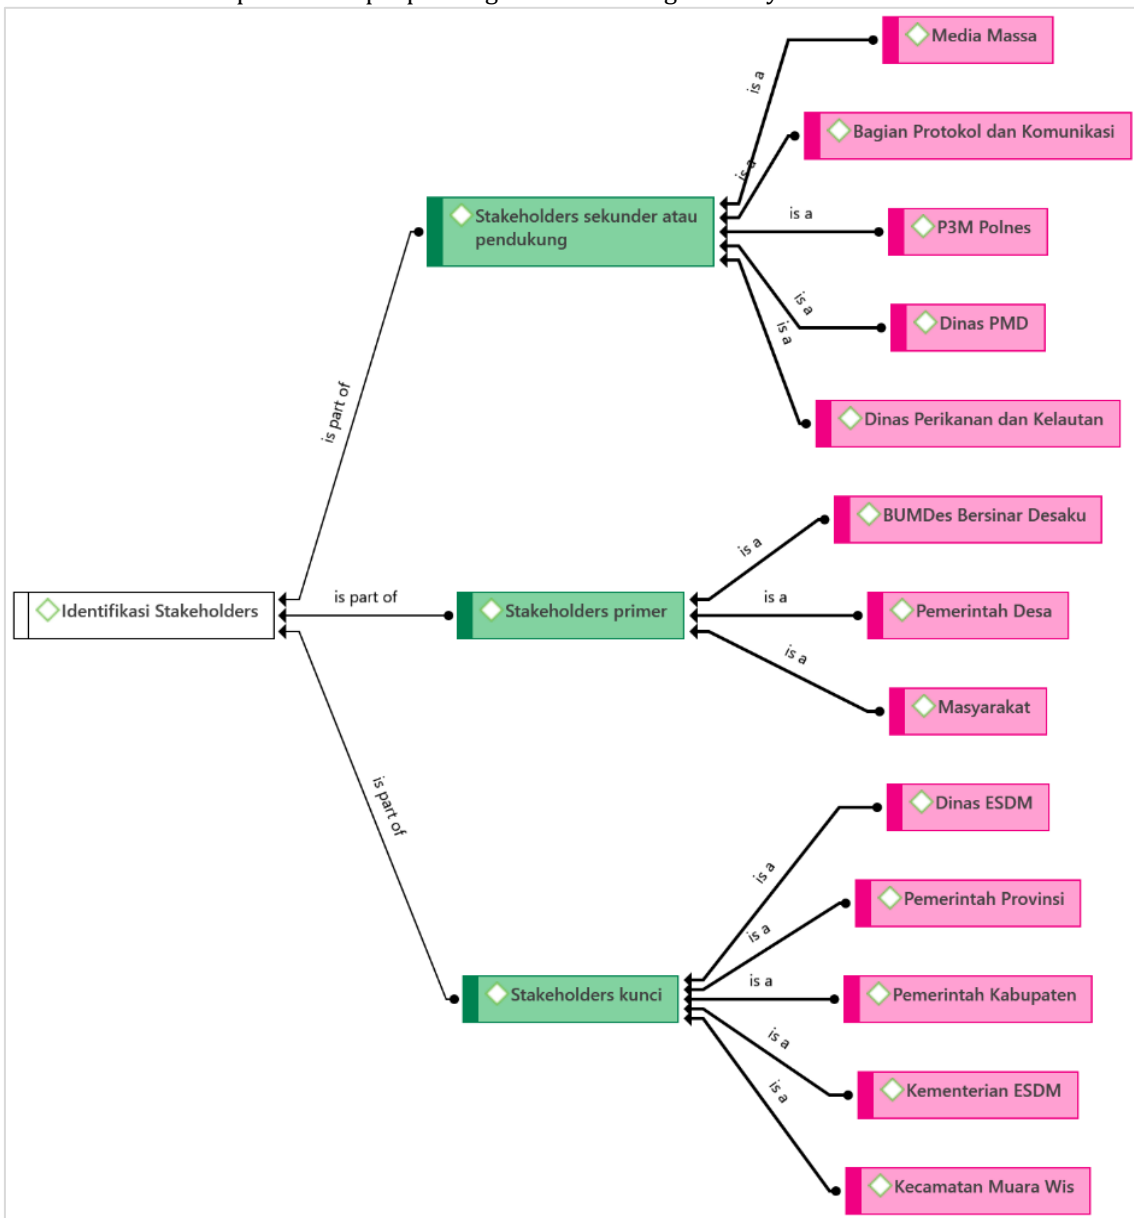 Media Massa
is a
Bagian Protokol dan Komunikasi
is a
Stakeholders sekunder atau
pendukung
is a
P3M Polnes
is a
Dinas PMD
is a
Dinas Perikanan dan Kelautan
is part of
BUMDes Bersinar Desaku
is a
Identifikasi Stakeholders
is part of
Stakeholders primer
is a
Pemerintah Desa
is a
Masyarakat
is part of
Dinas ESDM
is a
Pemerintah Provinsi
is a
Stakeholders kunci
is a
Pemerintah Kabupaten
is a
Kementerian ESDM
is a
Kecamatan Muara Wis